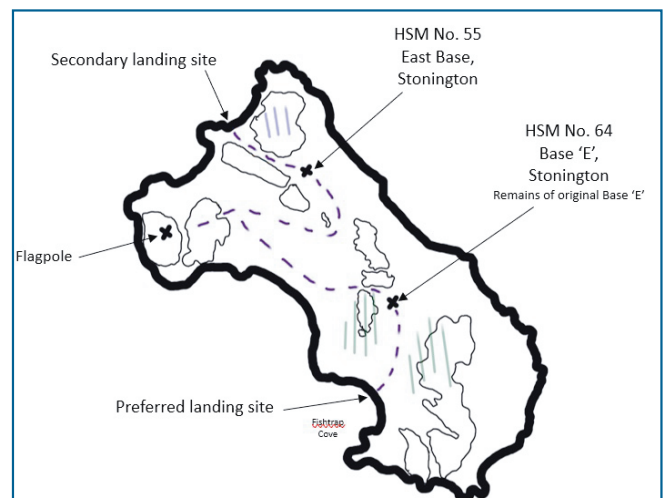 HSM No. 55
East Base,
Stonington
Secondary landing site
HSM No. 64
Base ‘E’,
Stonington
Remains of original Base ‘E’
Flagpole
Preferred landing site
Fishtrap
Cove